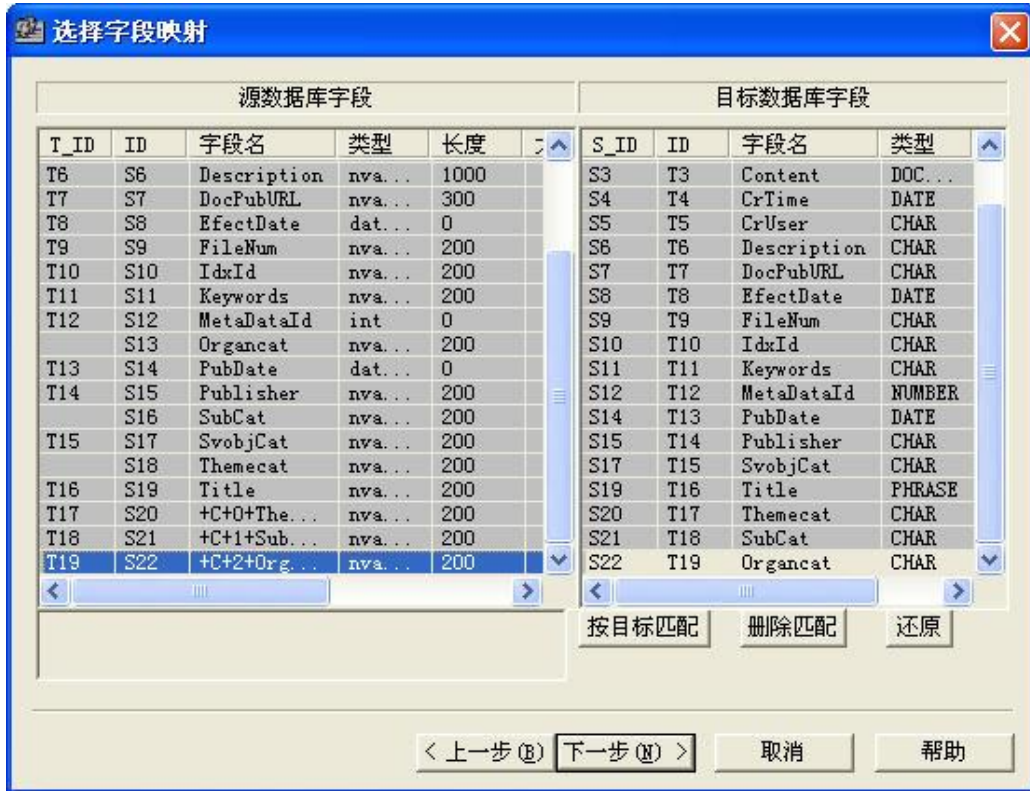 选择字段映射
源数据库字段 目标数据库字段
T_ID ID 字段名 类型 长度 S_ID ID 字段名 类型
T6 S6 Description nva... 1000 S3 T3 Content DOC...
T7 S7 DocPubURL nva... 300 S4 T4 CrTime DATE
T8 S8 EfectDate dat... 0 S5 T5 CrUser CHAR
T9 S9 FileNum nva... 200 S6 T6 Description CHAR
T10 S10 IdxId nva... 200 S7 T7 DocPubURL CHAR
T11 S11 Keywords nva... 200 S8 T8 EfectDate DATE
T12 S12 MetaDataId int 0 S9 T9 FileNum CHAR
S13 Organcat nva... 200 S10 T10 IdxId CHAR
T13 S14 PubDate dat... 0 S11 T11 Keywords CHAR
T14 S15 Publisher nva... 200 S12 T12 MetaDataId NUMBER
S16 SubCat nva... 200 S14 T13 PubDate DATE
T15 S17 SvobjCat nva... 200 S15 T14 Publisher CHAR
S18 Themecat nva... 200 S17 T15 SvobjCat CHAR
T16 S19 Title nva... 200 S19 T16 Title PHRASE
T17 S20 +C+0+The... nva... 200 S20 T17 Themecat CHAR
T18 S21 +C+1+Sub... nva... 200 S21 T18 SubCat CHAR
T19 S22 +C+2+Org... nva... 200 S22 T19 Organcat CHAR
按目标匹配 删除匹配 还原
< 上一步(B) 下一步(N) > 取消 帮助